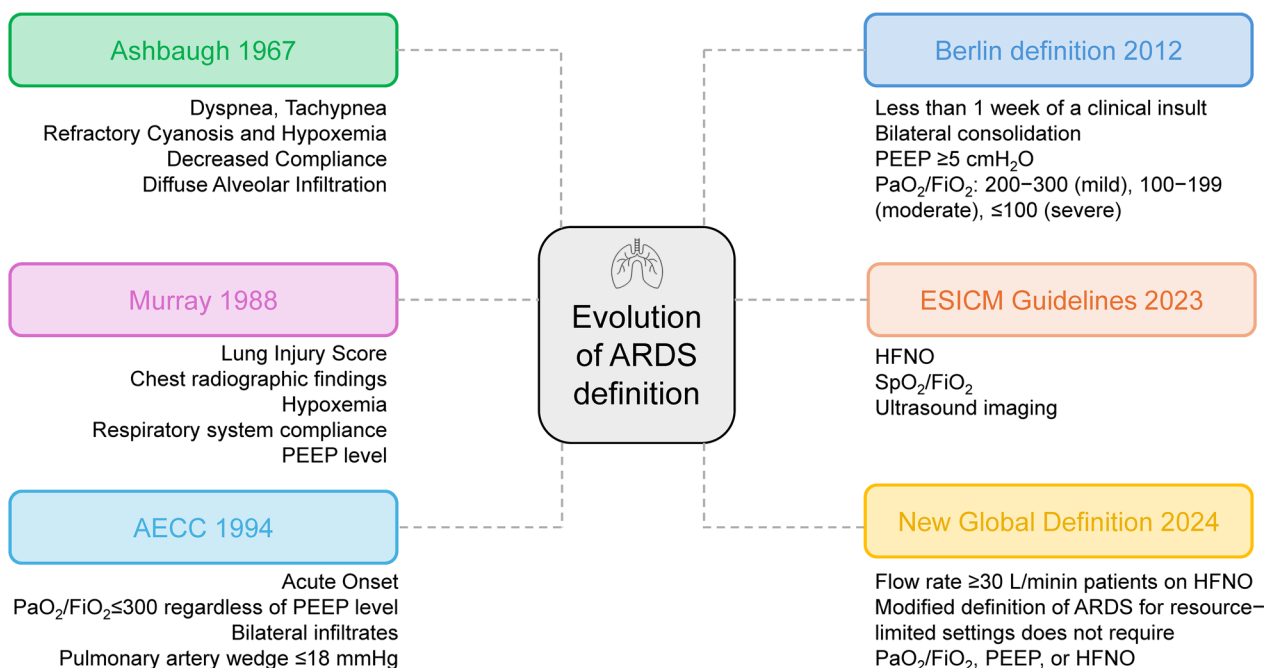 Ashbaugh 1967
Dyspnea, Tachypnea
Refractory Cyanosis and Hypoxemia
Decreased Compliance
Diffuse Alveolar Infiltration
Murray 1988
Lung Injury Score
Chest radiographic findings
Hypoxemia
Respiratory system compliance
PEEP level
AECC 1994
Acute Onset
PaO₂/FiO₂≤300 regardless of PEEP level
Bilateral infiltrates
Pulmonary artery wedge ≤18 mmHg
Evolution
of ARDS
definition
Berlin definition 2012
Less than 1 week of a clinical insult
Bilateral consolidation
PEEP ≥5 cmH₂O
PaO₂/FiO₂: 200−300 (mild), 100−199
(moderate), ≤100 (severe)
ESICM Guidelines 2023
HFNO
SpO₂/FiO₂
Ultrasound imaging
New Global Definition 2024
Flow rate ≥30 L/minin patients on HFNO
Modified definition of ARDS for resource−
limited settings does not require
PaO₂/FiO₂, PEEP, or HFNO